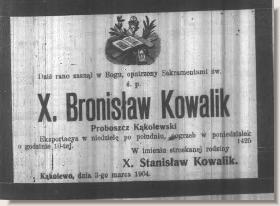 Dziś rano zasnął w Bogu, opatrzony Sakramentami św.
ś. p.
X. Bronisław Kowalik
Proboszcz Kąkolewski
Eksportacya w niedzielę po południu, pogrzeb w poniedziałek
o godzinie 10-tej. 1425
W imieniu stroskanej rodziny
X. Stanisław Kowalik.
Kąkolewo, dnia 3-go marca 1904.